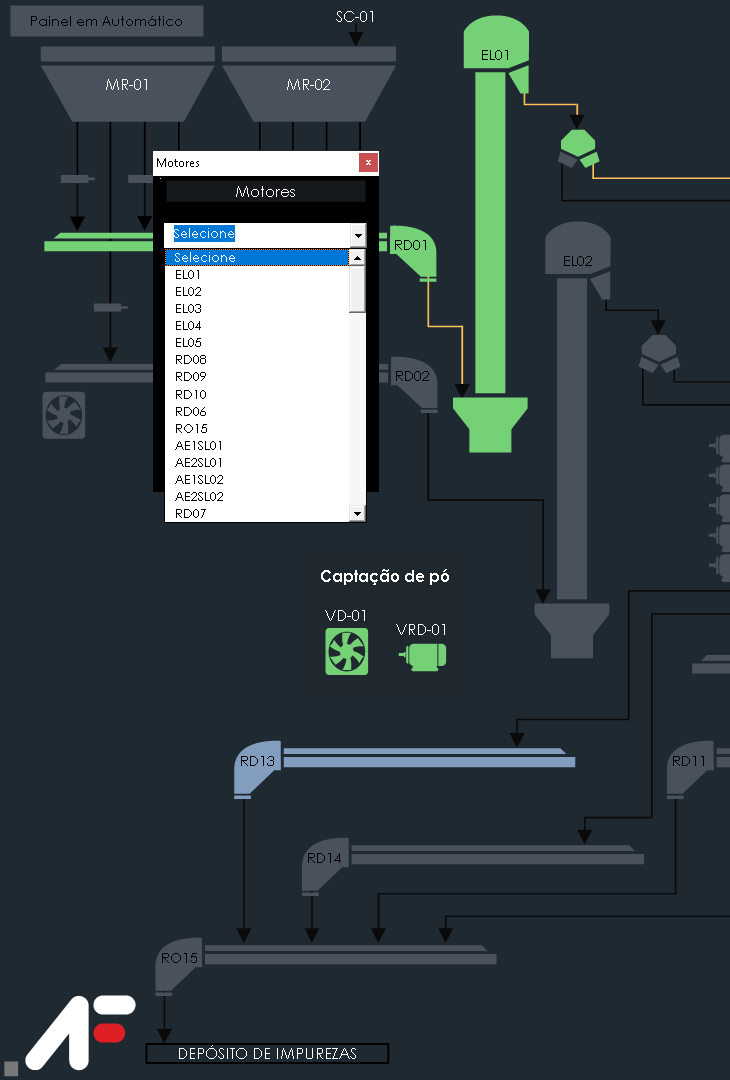 Painel em Automático
SC-01
MR-01
MR-02
EL01
Motores
x
Motores
Selecione
Selecione
EL01
EL02
EL03
EL04
EL05
RD08
RD09
RD10
RD06
RO15
AE1SL01
AE2SL01
AE1SL02
AE2SL02
RD07
RD01
EL02
RD02
Captação de pó
VD-01
VRD-01
RD13
RD11
RD14
RO15
AF
DEPÓSITO DE IMPUREZAS